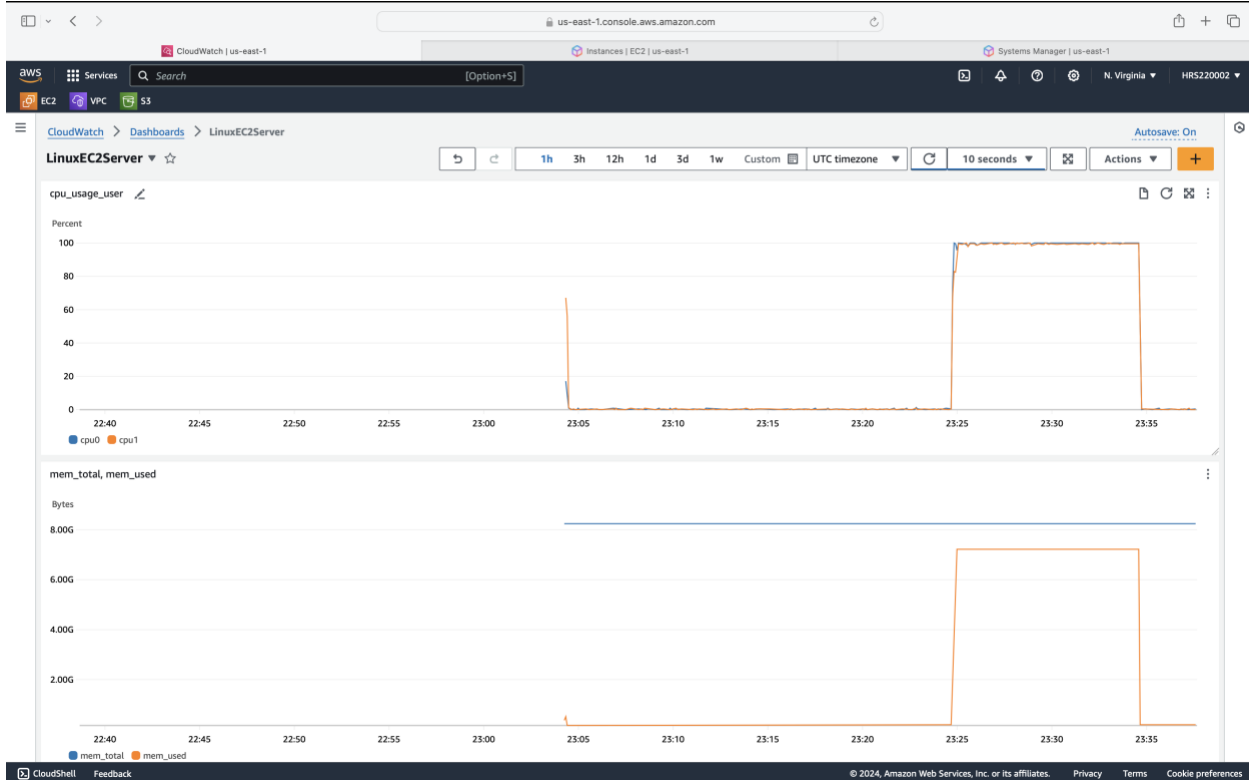 us-east-1.console.aws.amazon.com
CloudWatch | us-east-1
Instances | EC2 | us-east-1
Systems Manager | us-east-1
aws
Services
Search
[Option+S]
N. Virginia
HRS220002
EC2
VPC
S3
CloudWatch > Dashboards > LinuxEC2Server
Autosave: On
LinuxEC2Server
1h 3h 12h 1d 3d 1w Custom
UTC timezone
10 seconds
Actions
cpu_usage_user
Percent
100
80
60
40
20
0
22:40 22:45 22:50 22:55 23:00 23:05 23:10 23:15 23:20 23:25 23:30 23:35
cpu0 cpu1
mem_total, mem_used
Bytes
8.00G
6.00G
4.00G
2.00G
22:40 22:45 22:50 22:55 23:00 23:05 23:10 23:15 23:20 23:25 23:30 23:35
mem_total mem_used
CloudShell Feedback
© 2024, Amazon Web Services, Inc. or its affiliates. Privacy Terms Cookie preferences